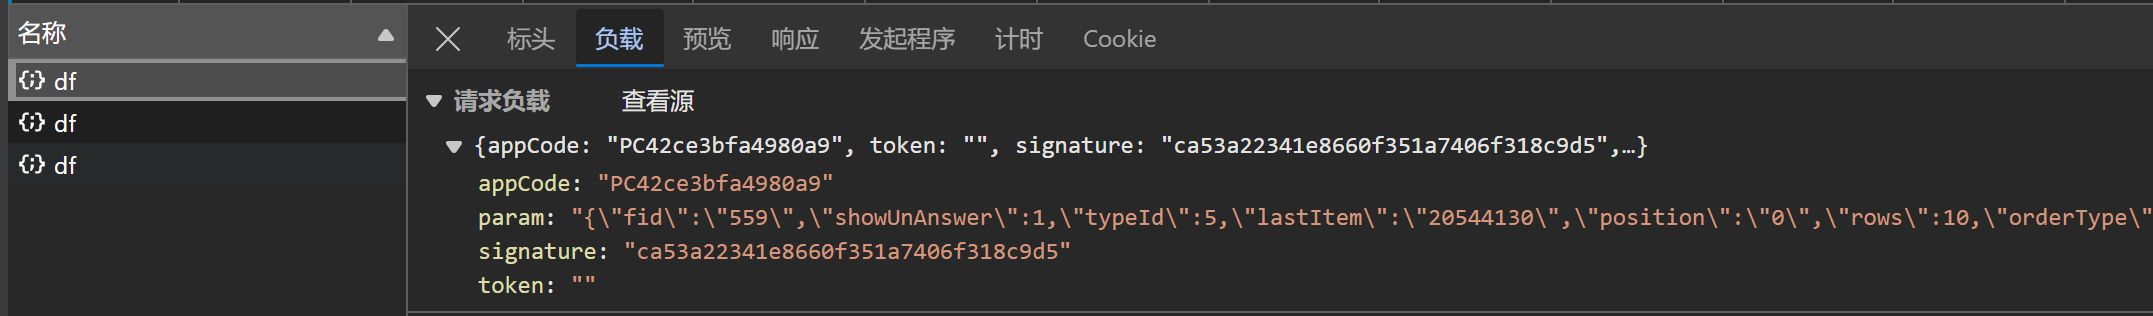 名称
df
df
df
标头 负载 预览 响应 发起程序 计时 Cookie
请求负载 查看源
{appCode: "PC42ce3bfa4980a9", token: "", signature: "ca53a22341e8660f351a7406f318c9d5",…}
appCode: "PC42ce3bfa4980a9"
param: "{\"fid\":\"559\",\"showUnAnswer\":1,\"typeId\":5,\"lastItem\":\"20544130\",\"position\":\"0\",\"rows\":10,\"orderType\"
signature: "ca53a22341e8660f351a7406f318c9d5"
token: ""